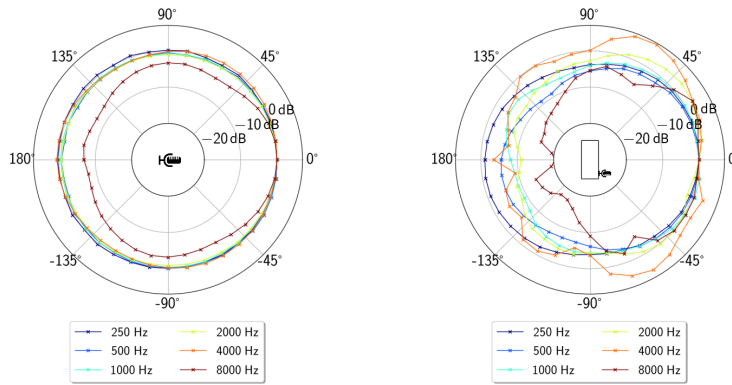 90°
135°
45°
0 dB
−10 dB
−20 dB
180°
0°
-135°
-45°
-90°
250 Hz
2000 Hz
500 Hz
4000 Hz
1000 Hz
8000 Hz
90°
135°
45°
0 dB
−10 dB
−20 dB
180°
0
-135°
-45°
-90°
250 Hz
2000 Hz
500 Hz
4000 Hz
1000 Hz
8000 Hz